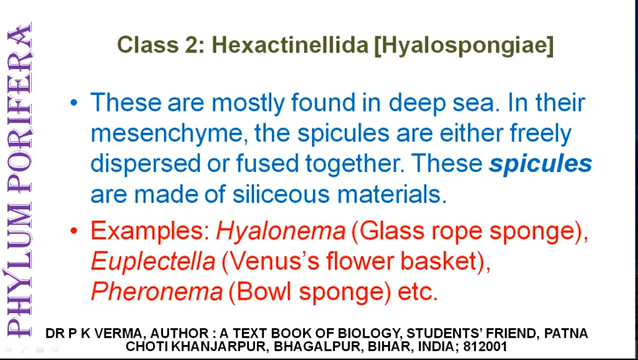 PHYLUM PORIFERA
Class 2: Hexactinellida [Hyalospongiae]
• These are mostly found in deep sea. In their
mesenchyme, the spicules are either freely
dispersed or fused together. These spicules
are made of siliceous materials.
• Examples: Hyalonema (Glass rope sponge),
Euplectella (Venus's flower basket),
Pheronema (Bowl sponge) etc.
DR P K VERMA, AUTHOR : A TEXT BOOK OF BIOLOGY, STUDENTS' FRIEND, PATNA
CHOTI KHANJARPUR, BHAGALPUR, BIHAR, INDIA; 812001